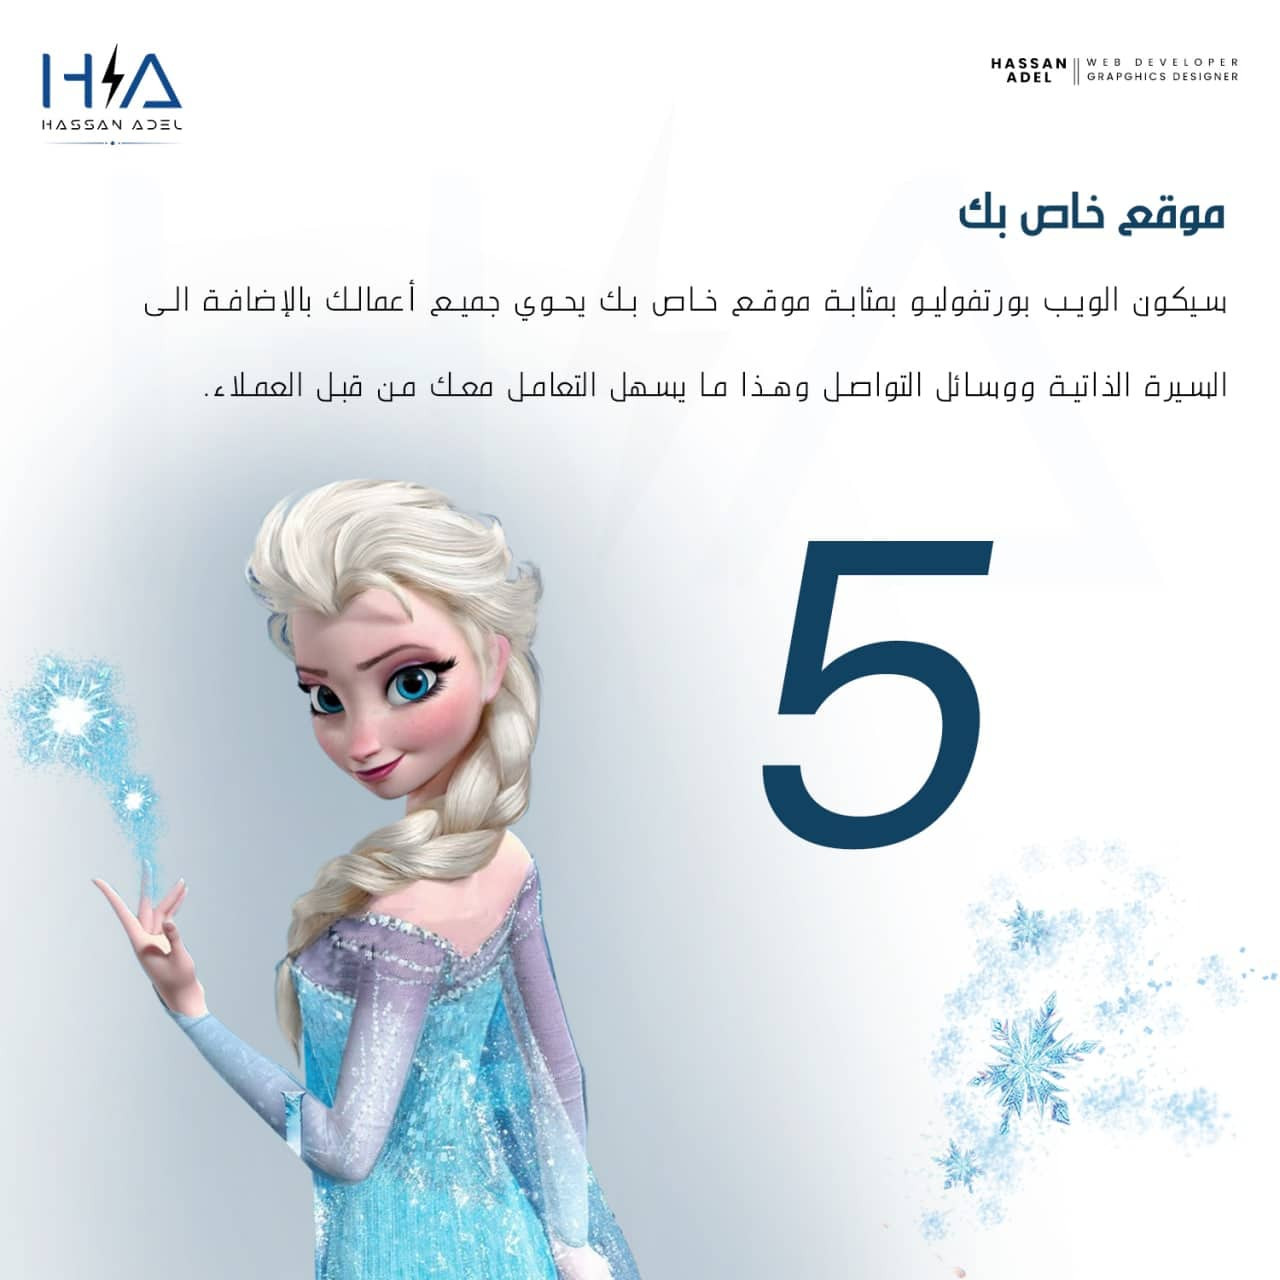 HASSAN ADEL
HASSAN
ADEL
WEB DEVELOPER
GRAPGHICS DESIGNER
موقع خاص بك
سيكون الويب بورتفوليو بمثابة موقع خاص بك يحوي جميع أعمالك بالإضافة الى
السيرة الذاتية ووسائل التواصل وهذا ما يسهل التعامل معك من قبل العملاء.
5